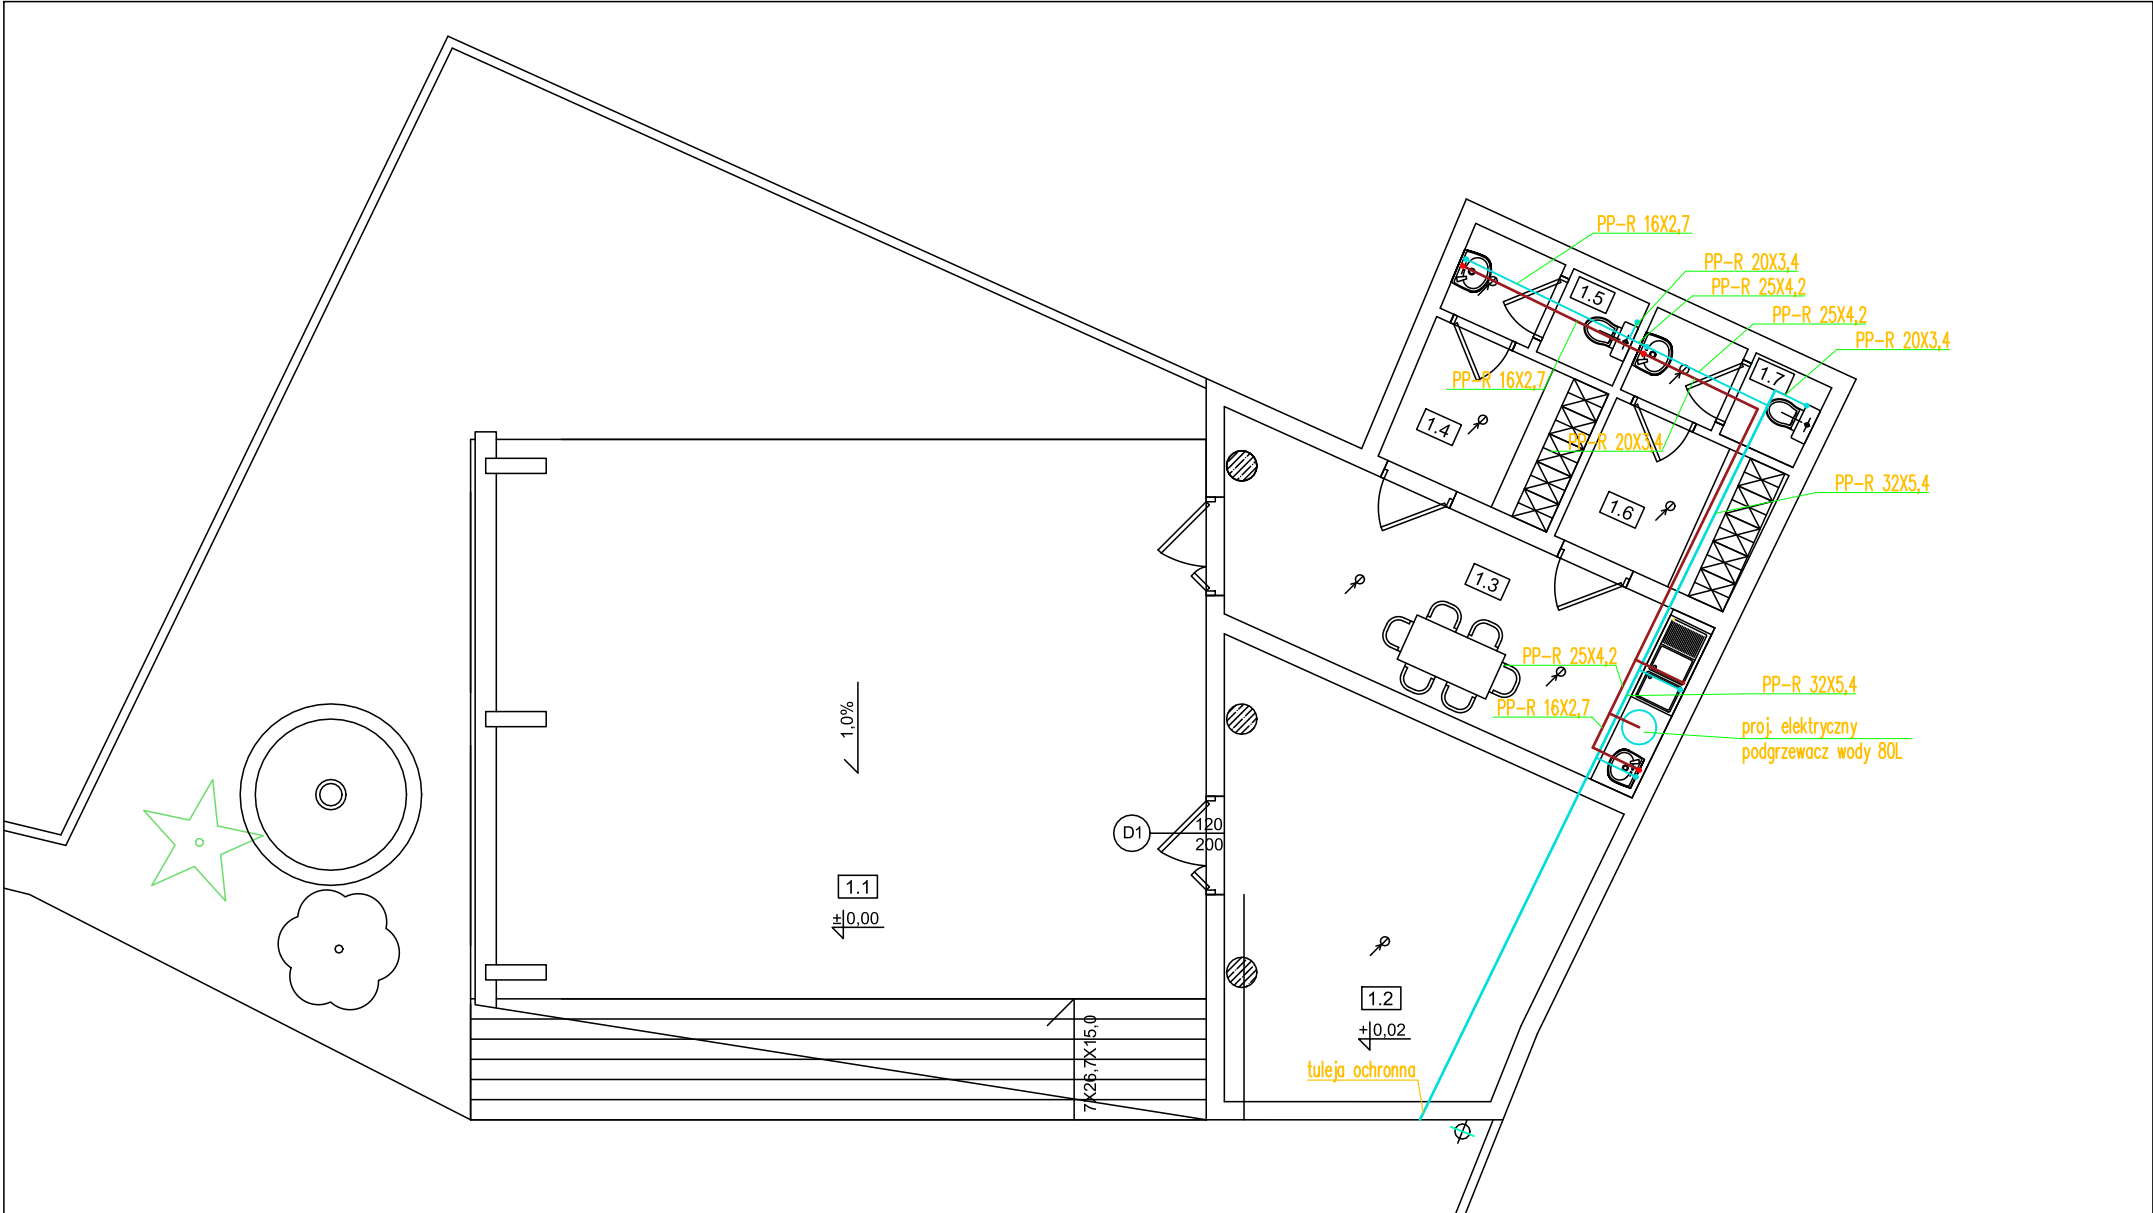 PP-R 16X2,7
PP-R 20X3,4
PP-R 25X4,2
PP-R 25X4,2
PP-R 20X3,4
1.5
1.7
PP-R 16X2,7
1.4
PP-R 20X3,4
PP-R 32X5,4
1.6
1.3
PP-R 25X4,2
PP-R 32X5,4
PP-R 16X2,7
proj. elektryczny
podgrzewacz wody 80L
1,0%
D1
120
200
1.1
±0,00
1.2
+0,02
7X26,7X15,0
tuleja ochronna